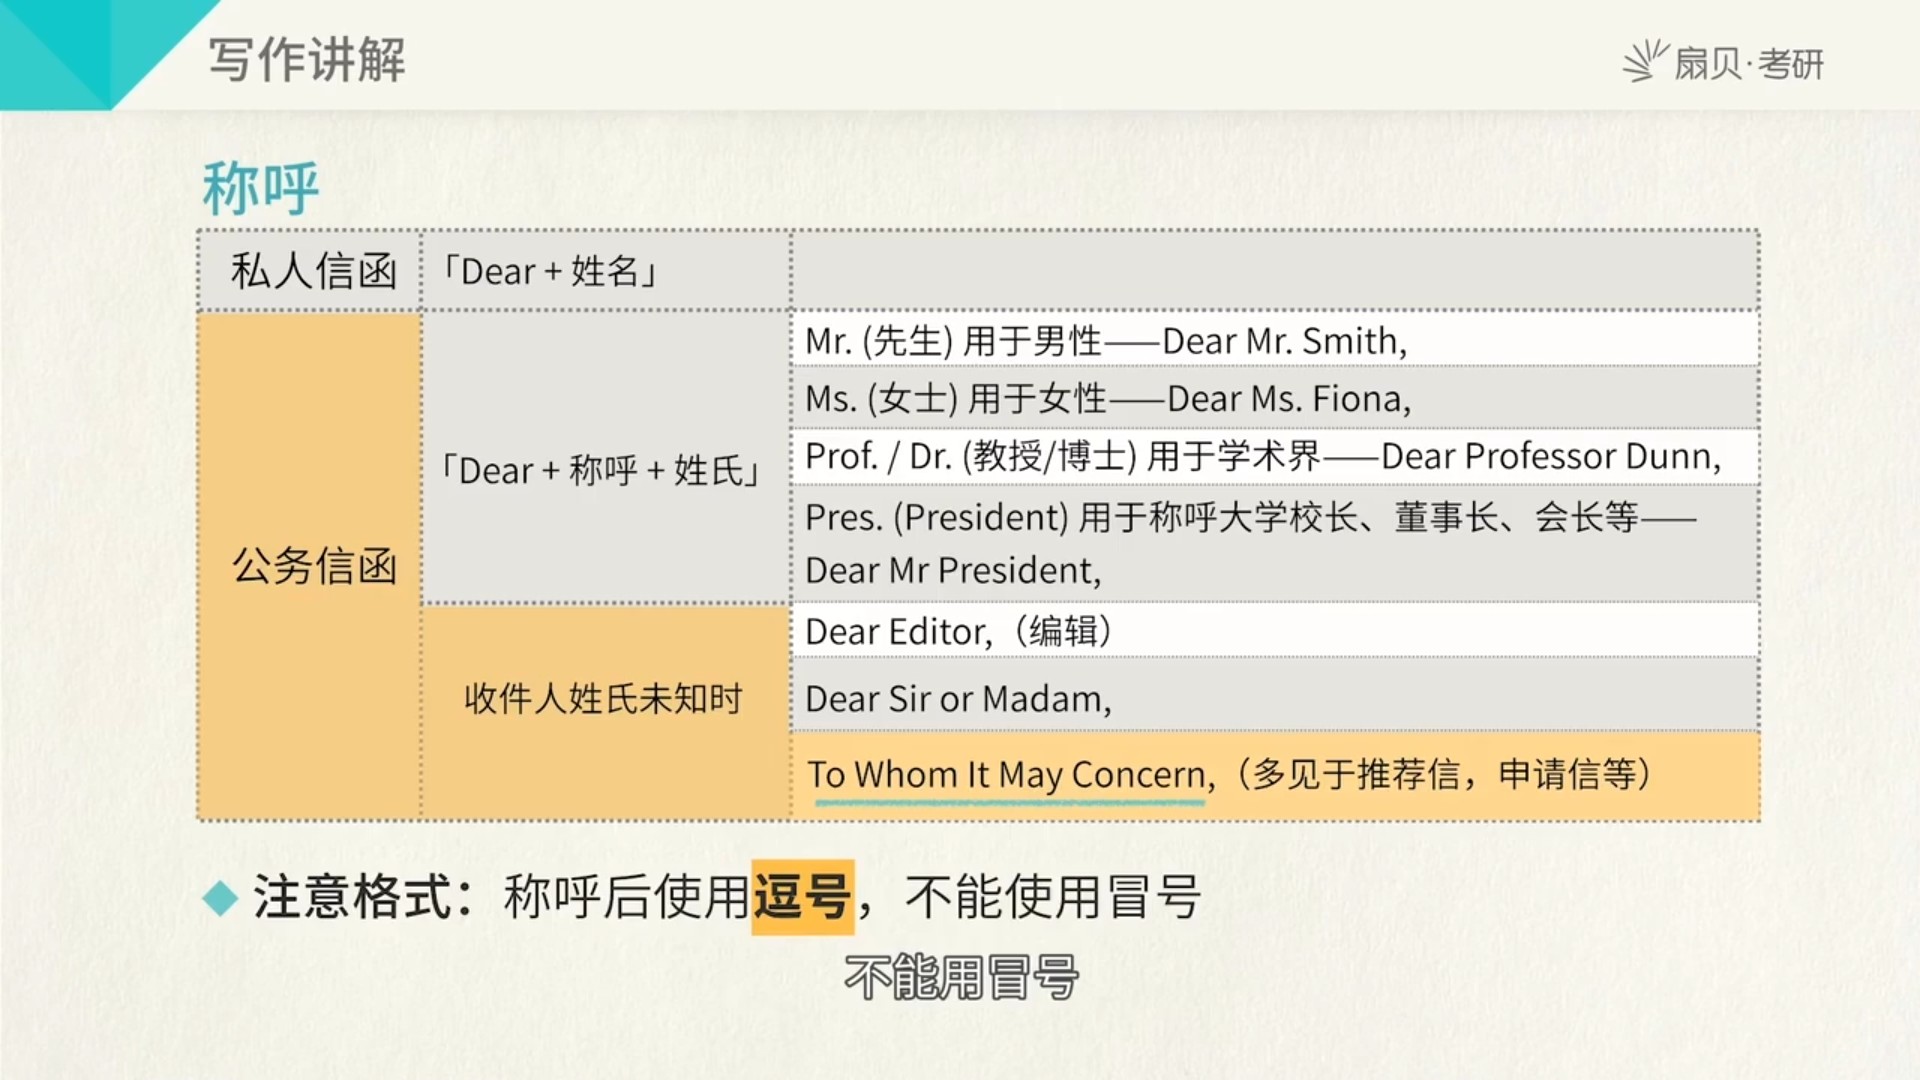 写作讲解
扇贝·考研
称呼
私人信函
「Dear + 姓名」
公务信函
「Dear + 称呼 + 姓氏」
Mr. (先生) 用于男性——Dear Mr. Smith,
Ms. (女士) 用于女性——Dear Ms. Fiona,
Prof. / Dr. (教授/博士) 用于学术界——Dear Professor Dunn,
Pres. (President) 用于称呼大学校长、董事长、会长等——
Dear Mr President,
收件人姓氏未知时
Dear Editor,（编辑）
Dear Sir or Madam,
To Whom It May Concern,（多见于推荐信，申请信等）
注意格式：称呼后使用逗号，不能使用冒号
不能用冒号